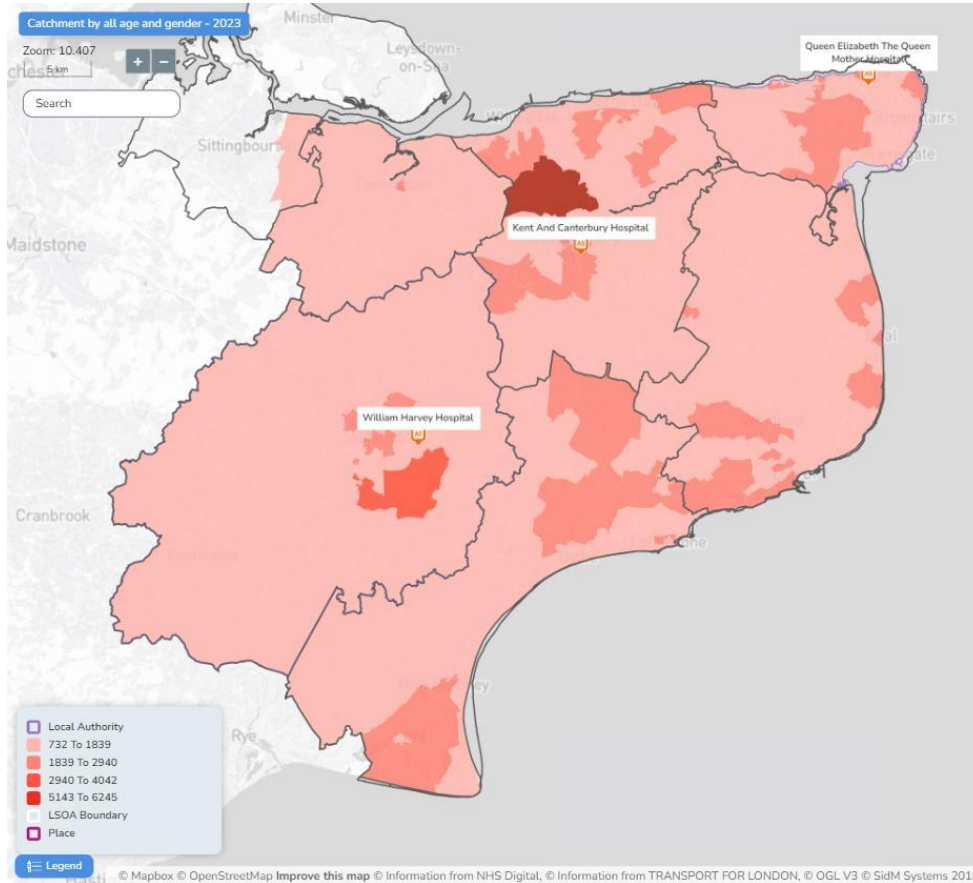 Catchment by all age and gender - 2023
Zoom: 10.407
5 km
+ −
Search
Minster
Leysdown-
on-Sea
Queen Elizabeth The Queen
Mother Hospital
Sittingbour
Kent And Canterbury Hospital
Maidstone
William Harvey Hospital
Cranbrook
Rye
Local Authority
732 To 1839
1839 To 2940
2940 To 4042
5143 To 6245
LSOA Boundary
Place
Legend
© Mapbox © OpenStreetMap Improve this map © Information from NHS Digital, © Information from TRANSPORT FOR LONDON, © OGL V3 © SidM Systems 201